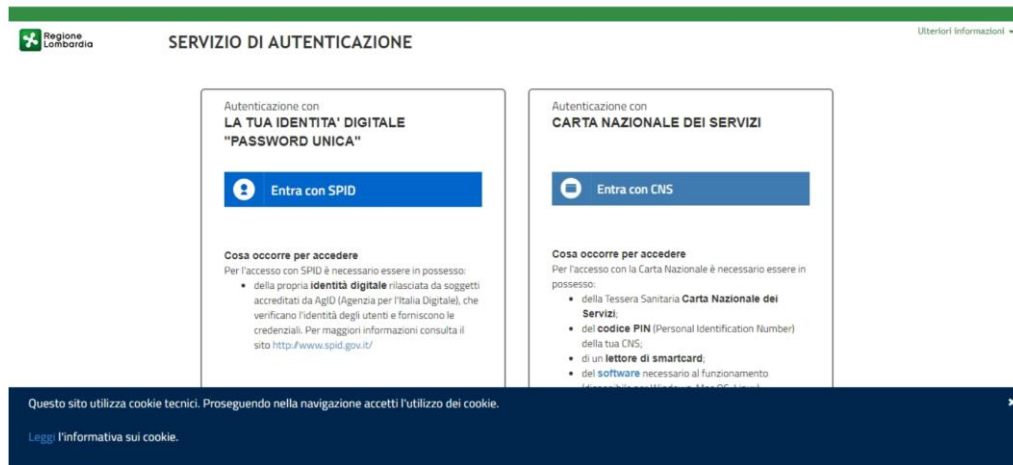 Regione
Lombardia
SERVIZIO DI AUTENTICAZIONE
Ulteriori informazioni
Autenticazione con
LA TUA IDENTITA' DIGITALE
"PASSWORD UNICA"
Entra con SPID
Cosa occorre per accedere
Per l'accesso con SPID è necessario essere in possesso:
della propria identità digitale rilasciata da soggetti
accreditati da AgID (Agenzia per l'Italia Digitale), che
verificano l'identità degli utenti e forniscono le
credenziali. Per maggiori informazioni consulta il
sito http://www.spid.gov.it/
Autenticazione con
CARTA NAZIONALE DEI SERVIZI
Entra con CNS
Cosa occorre per accedere
Per l'accesso con la Carta Nazionale è necessario essere in
possesso:
della Tessera Sanitaria Carta Nazionale dei
Servizi;
del codice PIN (Personal Identification Number)
della tua CNS;
di un lettore di smartcard;
del software necessario al funzionamento
(disponibile per Windows, Mac OS, Linux)
Questo sito utilizza cookie tecnici. Proseguendo nella navigazione accetti l'utilizzo dei cookie.
Leggi l'informativa sui cookie.